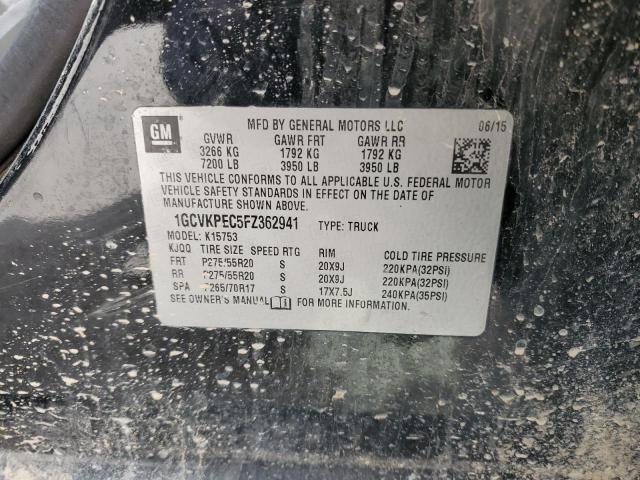 GM
MFD BY GENERAL MOTORS LLC 06/15
GVWR GAWR FRT GAWR RR
3266 KG 1792 KG 1792 KG
7200 LB 3950 LB 3950 LB
THIS VEHICLE CONFORMS TO ALL APPLICABLE U.S. FEDERAL MOTOR
VEHICLE SAFETY STANDARDS IN EFFECT ON THE DATE OF
MANUFACTURE SHOWN ABOVE.
1GCVKPEC5FZ362941 TYPE: TRUCK
MODEL: K15753
KJQQ TIRE SIZE SPEED RTG RIM COLD TIRE PRESSURE
FRT P275/55R20 S 20X9J 220KPA(32PSI)
RR P275/55R20 S 20X9J 220KPA(32PSI)
SPA P265/70R17 S 17X7.5J 240KPA(35PSI)
SEE OWNER'S MANUAL FOR MORE INFORMATION.